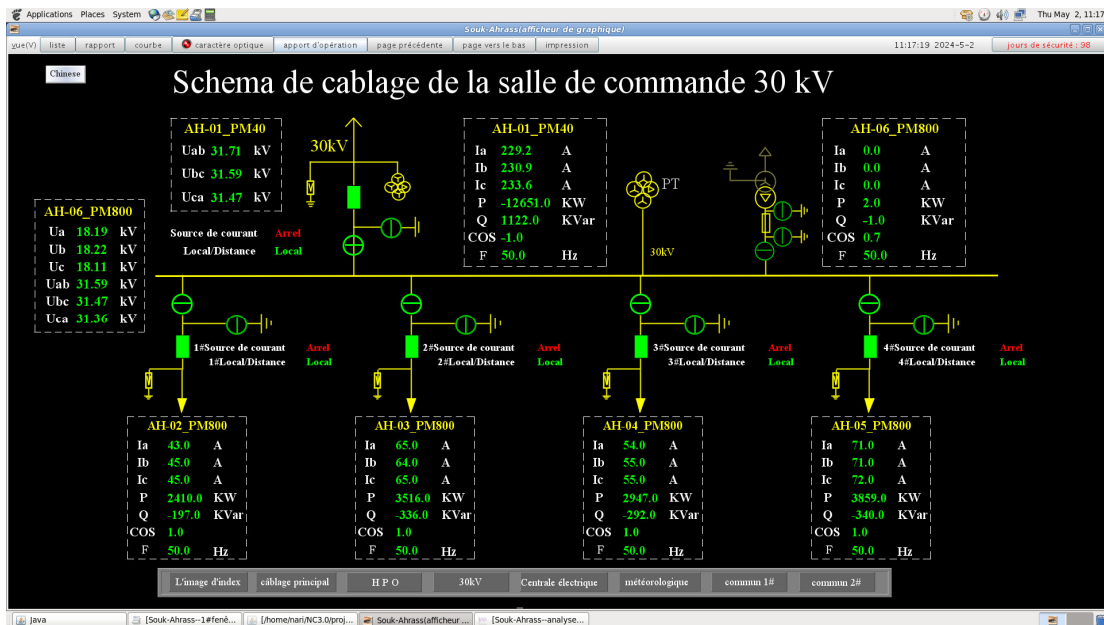 Applications Places System Thu May 2, 11:17
Souk-Ahrass(afficheur de graphique)
vue(V) liste rapport courbe caractère optique apport d'opération page précédente page vers le bas impression 11:17:19 2024-5-2 jours de sécurité : 98
Chinese
Schema de cablage de la salle de commande 30 kV
AH-01_PM40
Uab 31.71 kV
Ubc 31.59 kV
Uca 31.47 kV
Source de courant Arrel
Local/Distance Local
30kV
AH-01_PM40
Ia 229.2 A
Ib 230.9 A
Ic 233.6 A
P -12651.0 KW
Q 1122.0 KVar
COS -1.0
F 50.0 Hz
PT
30kV
AH-06_PM800
Ia 0.0 A
Ib 0.0 A
Ic 0.0 A
P 2.0 KW
Q -1.0 KVar
COS 0.7
F 50.0 Hz
AH-06_PM800
Ua 18.19 kV
Ub 18.22 kV
Uc 18.11 kV
Uab 31.59 kV
Ubc 31.47 kV
Uca 31.36 kV
1#Source de courant Arrel
1#Local/Distance Local
2#Source de courant Arrel
2#Local/Distance Local
3#Source de courant Arrel
3#Local/Distance Local
4#Source de courant Arrel
4#Local/Distance Local
AH-02_PM800
Ia 43.0 A
Ib 45.0 A
Ic 45.0 A
P 2410.0 KW
Q -197.0 KVar
COS 1.0
F 50.0 Hz
AH-03_PM800
Ia 65.0 A
Ib 64.0 A
Ic 65.0 A
P 3516.0 KW
Q -336.0 KVar
COS 1.0
F 50.0 Hz
AH-04_PM800
Ia 54.0 A
Ib 55.0 A
Ic 55.0 A
P 2947.0 KW
Q -292.0 KVar
COS 1.0
F 50.0 Hz
AH-05_PM800
Ia 71.0 A
Ib 71.0 A
Ic 72.0 A
P 3859.0 KW
Q -340.0 KVar
COS 1.0
F 50.0 Hz
L'image d'index câblage principal H P O 30kV Centrale électrique météorologique commun 1# commun 2#
Java [Souk-Ahrass--1#fenê... [/home/nari/NC3.0/proj... Souk-Ahrass(afficheur ... [Souk-Ahrass--analyse...